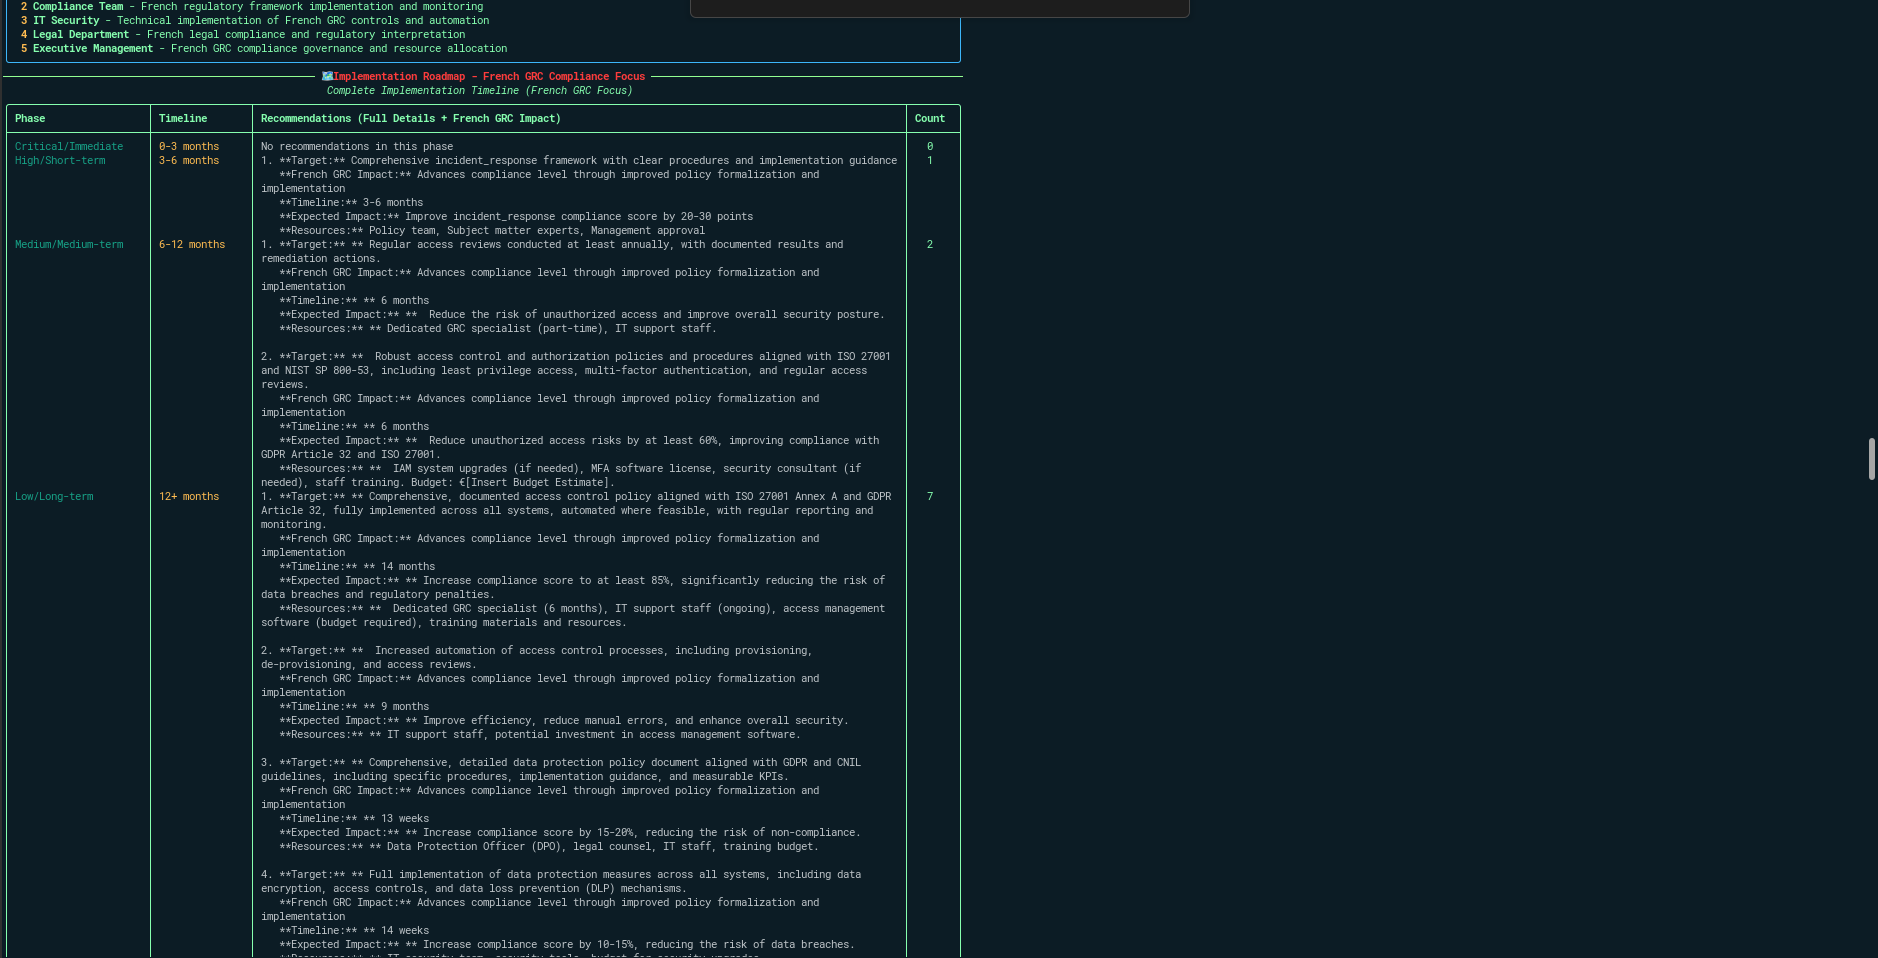 2 Compliance Team - French regulatory framework implementation and monitoring
3 IT Security - Technical implementation of French GRC controls and automation
4 Legal Department - French legal compliance and regulatory interpretation
5 Executive Management - French GRC compliance governance and resource allocation
🗺️Implementation Roadmap - French GRC Compliance Focus
Complete Implementation Timeline (French GRC Focus)
Phase Timeline Recommendations (Full Details + French GRC Impact) Count
Critical/Immediate 0-3 months No recommendations in this phase 0
High/Short-term 3-6 months 1. **Target:** Comprehensive incident_response framework with clear procedures and implementation guidance 1
**French GRC Impact:** Advances compliance level through improved policy formalization and
implementation
**Timeline:** 3-6 months
**Expected Impact:** Improve incident_response compliance score by 20-30 points
**Resources:** Policy team, Subject matter experts, Management approval
Medium/Medium-term 6-12 months 1. **Target:** ** Regular access reviews conducted at least annually, with documented results and 2
remediation actions.
**French GRC Impact:** Advances compliance level through improved policy formalization and
implementation
**Timeline:** ** 6 months
**Expected Impact:** **  Reduce the risk of unauthorized access and improve overall security posture.
**Resources:** ** Dedicated GRC specialist (part-time), IT support staff.
2. **Target:** **  Robust access control and authorization policies and procedures aligned with ISO 27001
and NIST SP 800-53, including least privilege access, multi-factor authentication, and regular access
reviews.
**French GRC Impact:** Advances compliance level through improved policy formalization and
implementation
**Timeline:** ** 6 months
**Expected Impact:** **  Reduce unauthorized access risks by at least 60%, improving compliance with
GDPR Article 32 and ISO 27001.
**Resources:** **  IAM system upgrades (if needed), MFA software license, security consultant (if
needed), staff training. Budget: €[Insert Budget Estimate].
Low/Long-term 12+ months 1. **Target:** ** Comprehensive, documented access control policy aligned with ISO 27001 Annex A and GDPR 7
Article 32, fully implemented across all systems, automated where feasible, with regular reporting and
monitoring.
**French GRC Impact:** Advances compliance level through improved policy formalization and
implementation
**Timeline:** ** 14 months
**Expected Impact:** ** Increase compliance score to at least 85%, significantly reducing the risk of
data breaches and regulatory penalties.
**Resources:** **  Dedicated GRC specialist (6 months), IT support staff (ongoing), access management
software (budget required), training materials and resources.
2. **Target:** **  Increased automation of access control processes, including provisioning,
de-provisioning, and access reviews.
**French GRC Impact:** Advances compliance level through improved policy formalization and
implementation
**Timeline:** ** 9 months
**Expected Impact:** ** Improve efficiency, reduce manual errors, and enhance overall security.
**Resources:** ** IT support staff, potential investment in access management software.
3. **Target:** ** Comprehensive, detailed data protection policy document aligned with GDPR and CNIL
guidelines, including specific procedures, implementation guidance, and measurable KPIs.
**French GRC Impact:** Advances compliance level through improved policy formalization and
implementation
**Timeline:** ** 13 weeks
**Expected Impact:** ** Increase compliance score by 15-20%, reducing the risk of non-compliance.
**Resources:** ** Data Protection Officer (DPO), legal counsel, IT staff, training budget.
4. **Target:** ** Full implementation of data protection measures across all systems, including data
encryption, access controls, and data loss prevention (DLP) mechanisms.
**French GRC Impact:** Advances compliance level through improved policy formalization and
implementation
**Timeline:** ** 14 weeks
**Expected Impact:** ** Increase compliance score by 10-15%, reducing the risk of data breaches.
**Resources:** ** IT security team, security tools, budget for security upgrades.